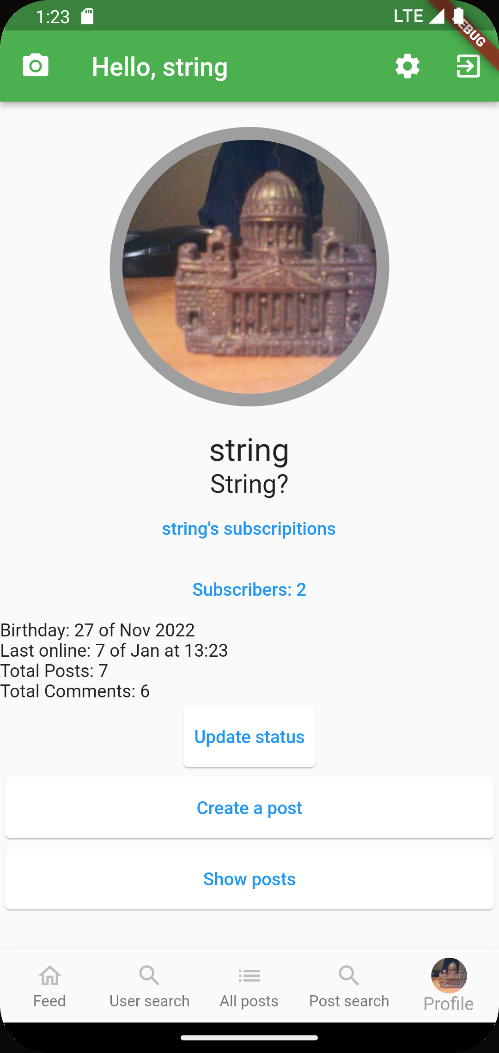 1:23 LTE
DEBUG
Hello, string
string
String?
string's subscripitions
Subscribers: 2
Birthday: 27 of Nov 2022
Last online: 7 of Jan at 13:23
Total Posts: 7
Total Comments: 6
Update status
Create a post
Show posts
Feed User search All posts Post search Profile